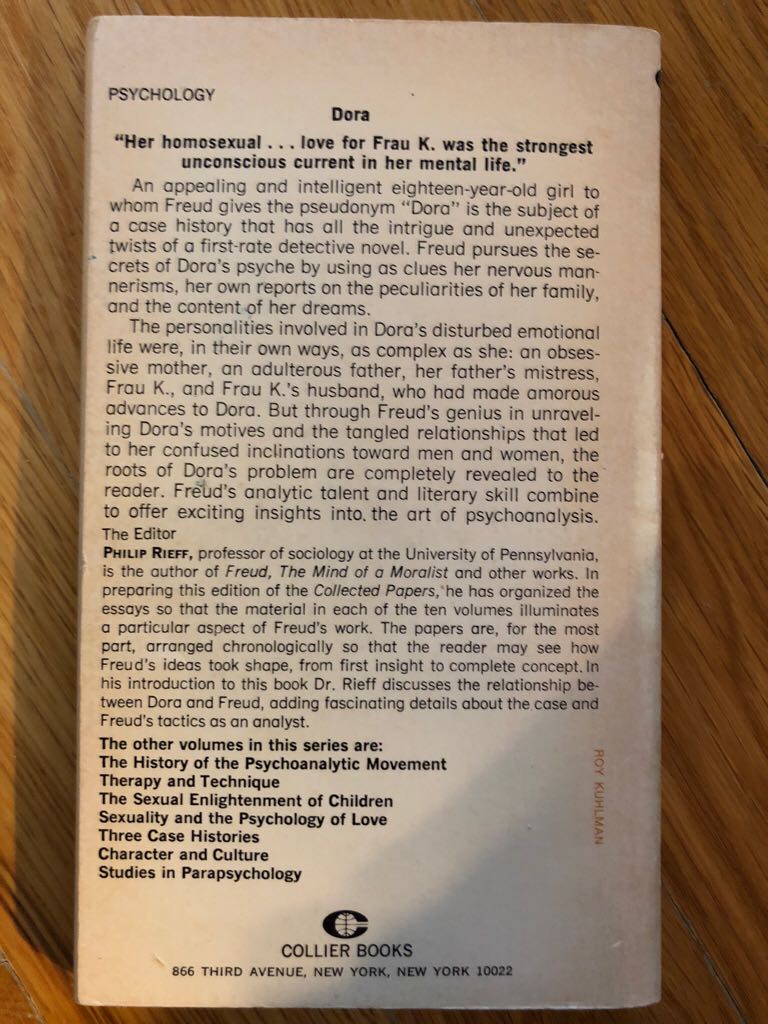 PSYCHOLOGY
Dora
“Her homosexual . . . love for Frau K. was the strongest
unconscious current in her mental life.”
An appealing and intelligent eighteen-year-old girl to
whom Freud gives the pseudonym “Dora” is the subject of
a case history that has all the intrigue and unexpected
twists of a first-rate detective novel. Freud pursues the se-
crets of Dora's psyche by using as clues her nervous man-
nerisms, her own reports on the peculiarities of her family,
and the content of her dreams.
The personalities involved in Dora's disturbed emotional
life were, in their own ways, as complex as she: an obses-
sive mother, an adulterous father, her father's mistress,
Frau K., and Frau K.'s husband, who had made amorous
advances to Dora. But through Freud's genius in unravel-
ing Dora's motives and the tangled relationships that led
to her confused inclinations toward men and women, the
roots of Dora's problem are completely revealed to the
reader. Freud's analytic talent and literary skill combine
to offer exciting insights into the art of psychoanalysis.
The Editor
PHILIP RIEFF, professor of sociology at the University of Pennsylvania,
is the author of Freud, The Mind of a Moralist and other works. In
preparing this edition of the Collected Papers, he has organized the
essays so that the material in each of the ten volumes illuminates
a particular aspect of Freud's work. The papers are, for the most
part, arranged chronologically so that the reader may see how
Freud's ideas took shape, from first insight to complete concept. In
his introduction to this book Dr. Rieff discusses the relationship be-
tween Dora and Freud, adding fascinating details about the case and
Freud's tactics as an analyst.
The other volumes in this series are:
The History of the Psychoanalytic Movement
Therapy and Technique
The Sexual Enlightenment of Children
Sexuality and the Psychology of Love
Three Case Histories
Character and Culture
Studies in Parapsychology
ROY KUHLMAN
COLLIER BOOKS
866 THIRD AVENUE, NEW YORK, NEW YORK 10022